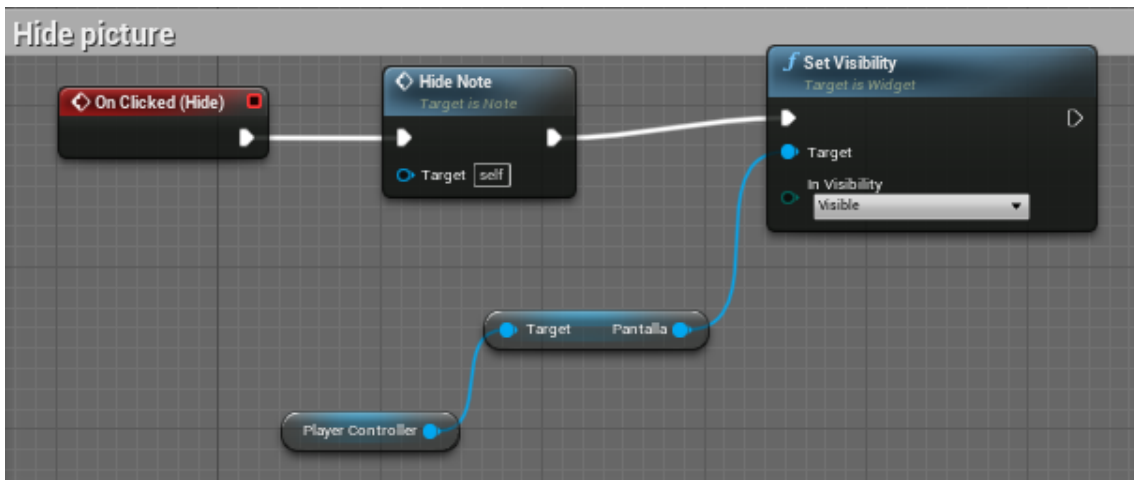 Hide picture
On Clicked (Hide)
Hide Note
Target is Note
Target self
f Set Visibility
Target is Widget
Target
In Visibility
Visible
Target Pantalla
Player Controller